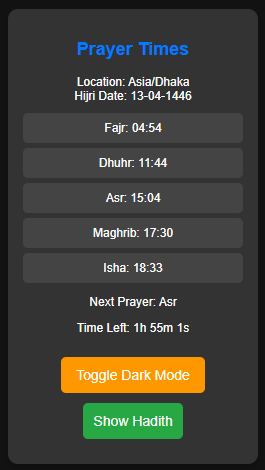 Prayer Times
Location: Asia/Dhaka
Hijri Date: 13-04-1446
Fajr: 04:54
Dhuhr: 11:44
Asr: 15:04
Maghrib: 17:30
Isha: 18:33
Next Prayer: Asr
Time Left: 1h 55m 1s
Toggle Dark Mode
Show Hadith